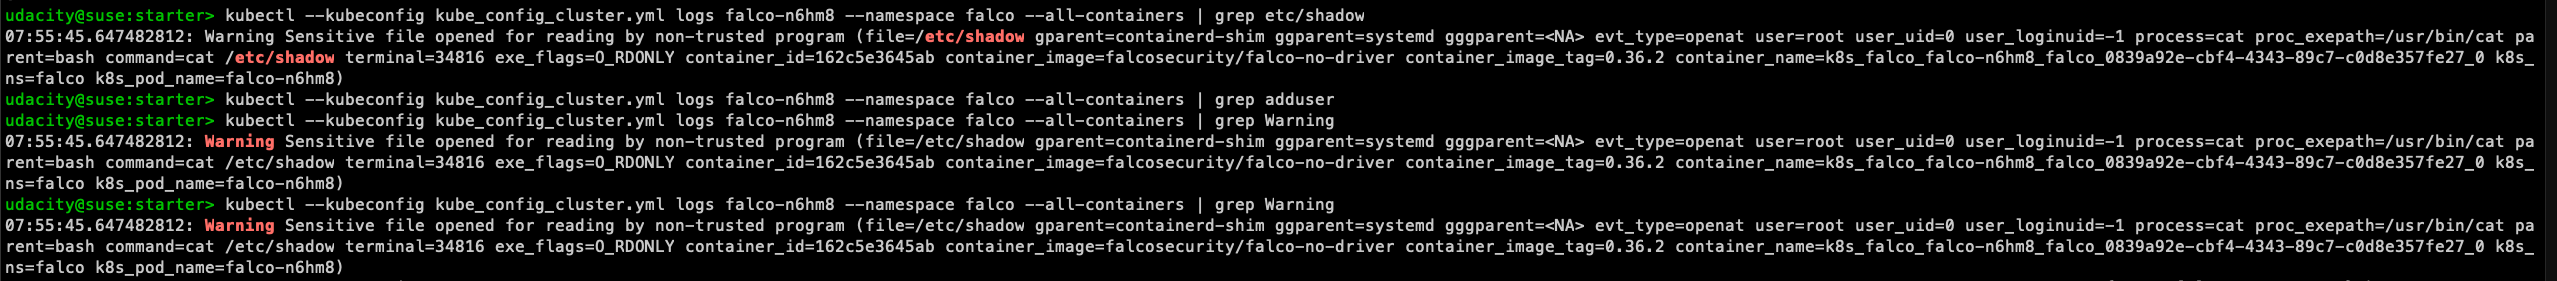 udacity@suse:starter> kubectl --kubeconfig kube_config_cluster.yml logs falco-n6hm8 --namespace falco --all-containers | grep etc/shadow
07:55:45.647482812: Warning Sensitive file opened for reading by non-trusted program (file=/etc/shadow gparent=containerd-shim ggparent=systemd gggparent=<NA> evt_type=openat user=root user_uid=0 user_loginuid=-1 process=cat proc_exepath=/usr/bin/cat pa
rent=bash command=cat /etc/shadow terminal=34816 exe_flags=O_RDONLY container_id=162c5e3645ab container_image=falcosecurity/falco-no-driver container_image_tag=0.36.2 container_name=k8s_falco_falco-n6hm8_falco_0839a92e-cbf4-4343-89c7-c0d8e357fe27_0 k8s_
ns=falco k8s_pod_name=falco-n6hm8)
udacity@suse:starter> kubectl --kubeconfig kube_config_cluster.yml logs falco-n6hm8 --namespace falco --all-containers | grep adduser
udacity@suse:starter> kubectl --kubeconfig kube_config_cluster.yml logs falco-n6hm8 --namespace falco --all-containers | grep Warning
07:55:45.647482812: Warning Sensitive file opened for reading by non-trusted program (file=/etc/shadow gparent=containerd-shim ggparent=systemd gggparent=<NA> evt_type=openat user=root user_uid=0 user_loginuid=-1 process=cat proc_exepath=/usr/bin/cat pa
rent=bash command=cat /etc/shadow terminal=34816 exe_flags=O_RDONLY container_id=162c5e3645ab container_image=falcosecurity/falco-no-driver container_image_tag=0.36.2 container_name=k8s_falco_falco-n6hm8_falco_0839a92e-cbf4-4343-89c7-c0d8e357fe27_0 k8s_
ns=falco k8s_pod_name=falco-n6hm8)
udacity@suse:starter> kubectl --kubeconfig kube_config_cluster.yml logs falco-n6hm8 --namespace falco --all-containers | grep Warning
07:55:45.647482812: Warning Sensitive file opened for reading by non-trusted program (file=/etc/shadow gparent=containerd-shim ggparent=systemd gggparent=<NA> evt_type=openat user=root user_uid=0 user_loginuid=-1 process=cat proc_exepath=/usr/bin/cat pa
rent=bash command=cat /etc/shadow terminal=34816 exe_flags=O_RDONLY container_id=162c5e3645ab container_image=falcosecurity/falco-no-driver container_image_tag=0.36.2 container_name=k8s_falco_falco-n6hm8_falco_0839a92e-cbf4-4343-89c7-c0d8e357fe27_0 k8s_
ns=falco k8s_pod_name=falco-n6hm8)